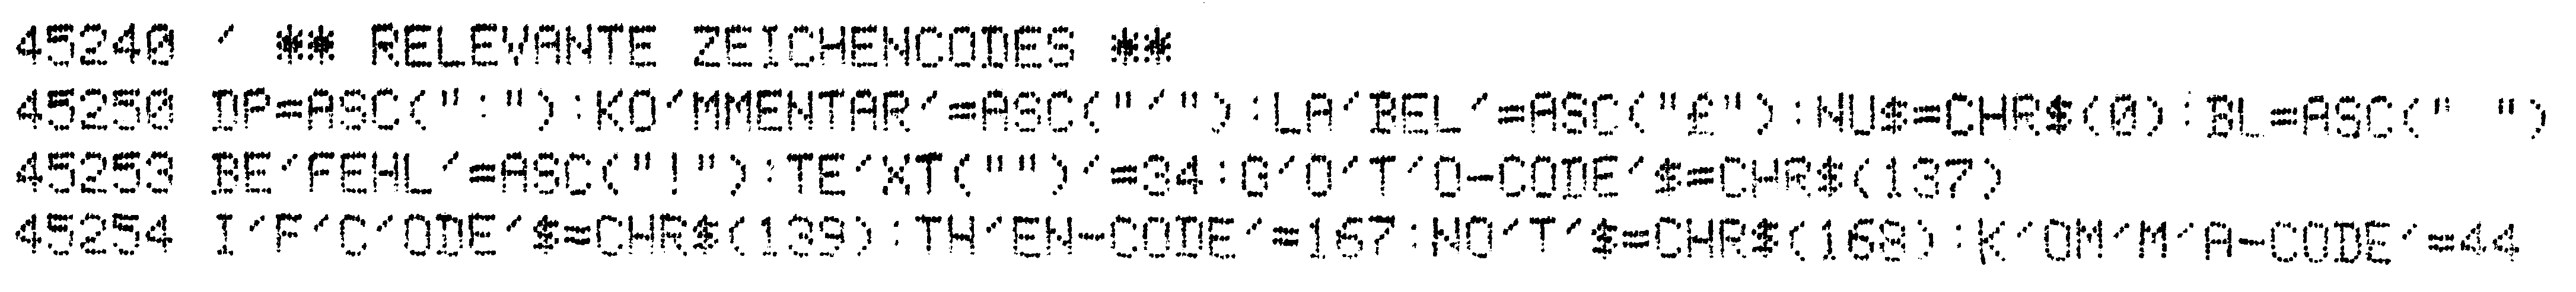 45240 ' ** RELEVANTE ZEICHENCODES **
45250 DP=ASC(":"):KO'MMENTAR'=ASC("'"):LA'BEL'=ASC("£"):NU$=CHR$(0):BL=ASC(" ")
45253 BE'FEHL'=ASC("!"):TE'XT("")'=34:G'O'T'O-CODE'$=CHR$(137)
45254 I'F'C'ODE'$=CHR$(139):TH'EN-CODE'=167:NO'T'$=CHR$(168):K'OM'M'A-CODE'=44